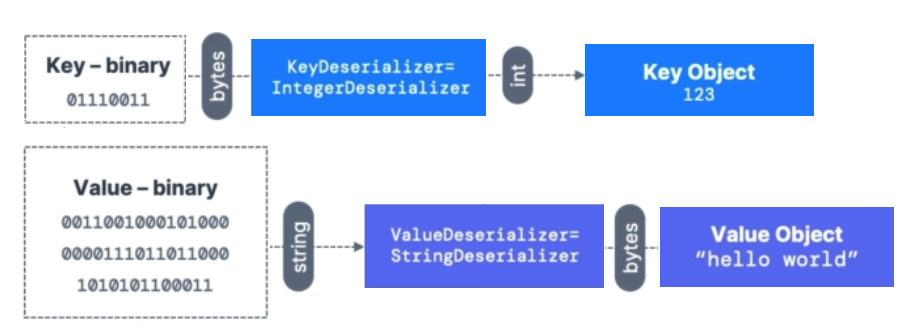 Key – binary
01110011
bytes
KeyDeserializer=
IntegerDeserializer
int
Key Object
123
Value – binary
0011001000101000
0000111011011000
1010101100011
string
ValueDeserializer=
StringDeserializer
bytes
Value Object
“hello world”